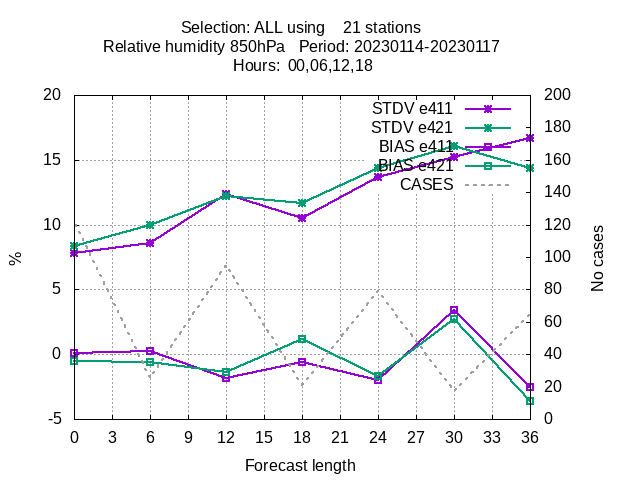 Selection: ALL using    21 stations
Relative humidity 850hPa   Period: 20230114-20230117
Hours:  00,06,12,18
20
15
10
5
0
-5
%
STDV e411
STDV e421
BIAS e411
BIAS e421
CASES
200
180
160
140
120
100
80
60
40
20
0
No cases
0 3 6 9 12 15 18 21 24 27 30 33 36
Forecast length